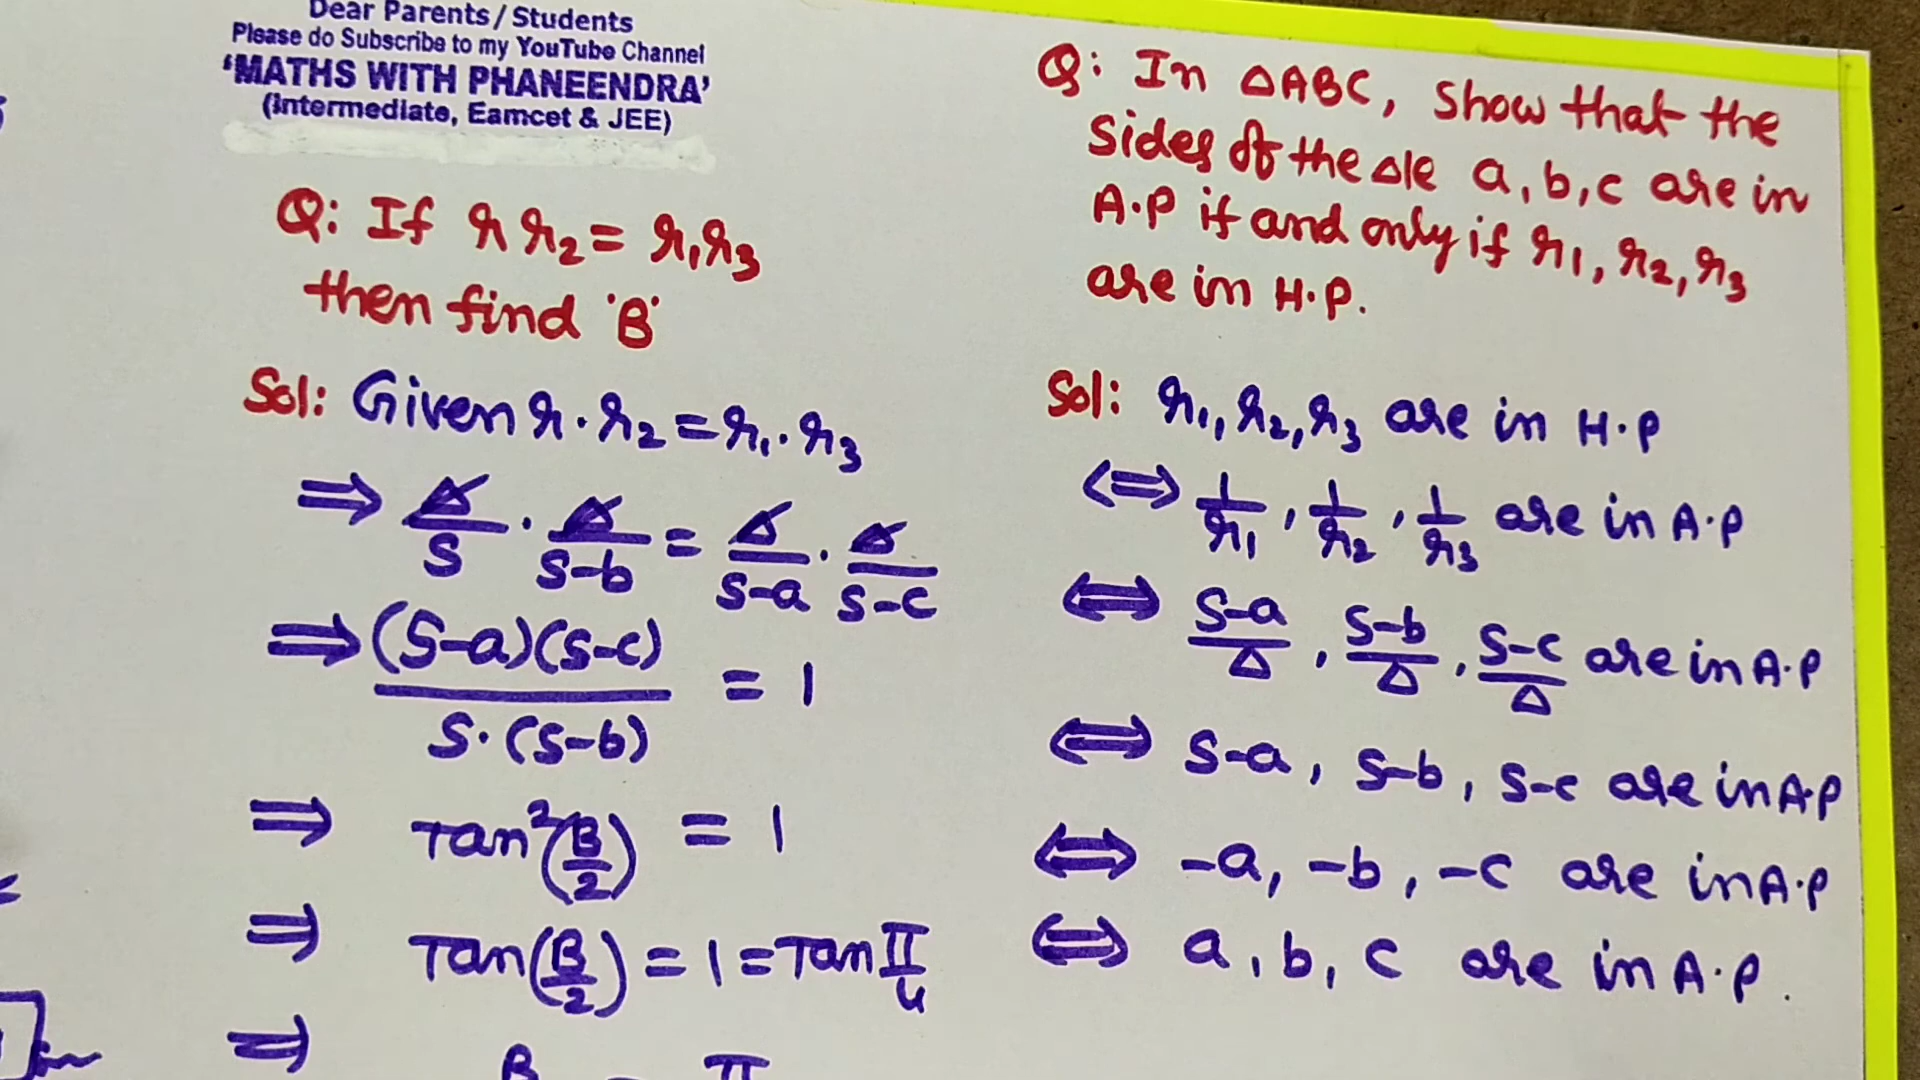 Dear Parents / Students
Please do Subscribe to my YouTube Channel
'MATHS WITH PHANEENDRA'
(Intermediate, Eamcet & JEE)
Q: If r r₂ = r₁r₃
then find 'B'
Sol: Given r · r₂ = r₁ · r₃
⇒ Δ/S · Δ/S-b = Δ/S-a · Δ/S-c
⇒ (S-a)(S-c)/S·(S-b) = 1
⇒ Tan²(B/2) = 1
⇒ Tan(B/2) = 1 = Tan π/4
⇒ B = π
Q: In ΔABC, Show that the
Sides of the Δle a, b, c are in
A.P if and only if r₁, r₂, r₃
are in H.P.
Sol: r₁, r₂, r₃ are in H.P
⇔ 1/r₁, 1/r₂, 1/r₃ are in A.P
⇔ S-a/Δ, S-b/Δ, S-c/Δ are in A.P
⇔ S-a, S-b, S-c are in A.P
⇔ -a, -b, -c are in A.P
⇔ a, b, c are in A.P.